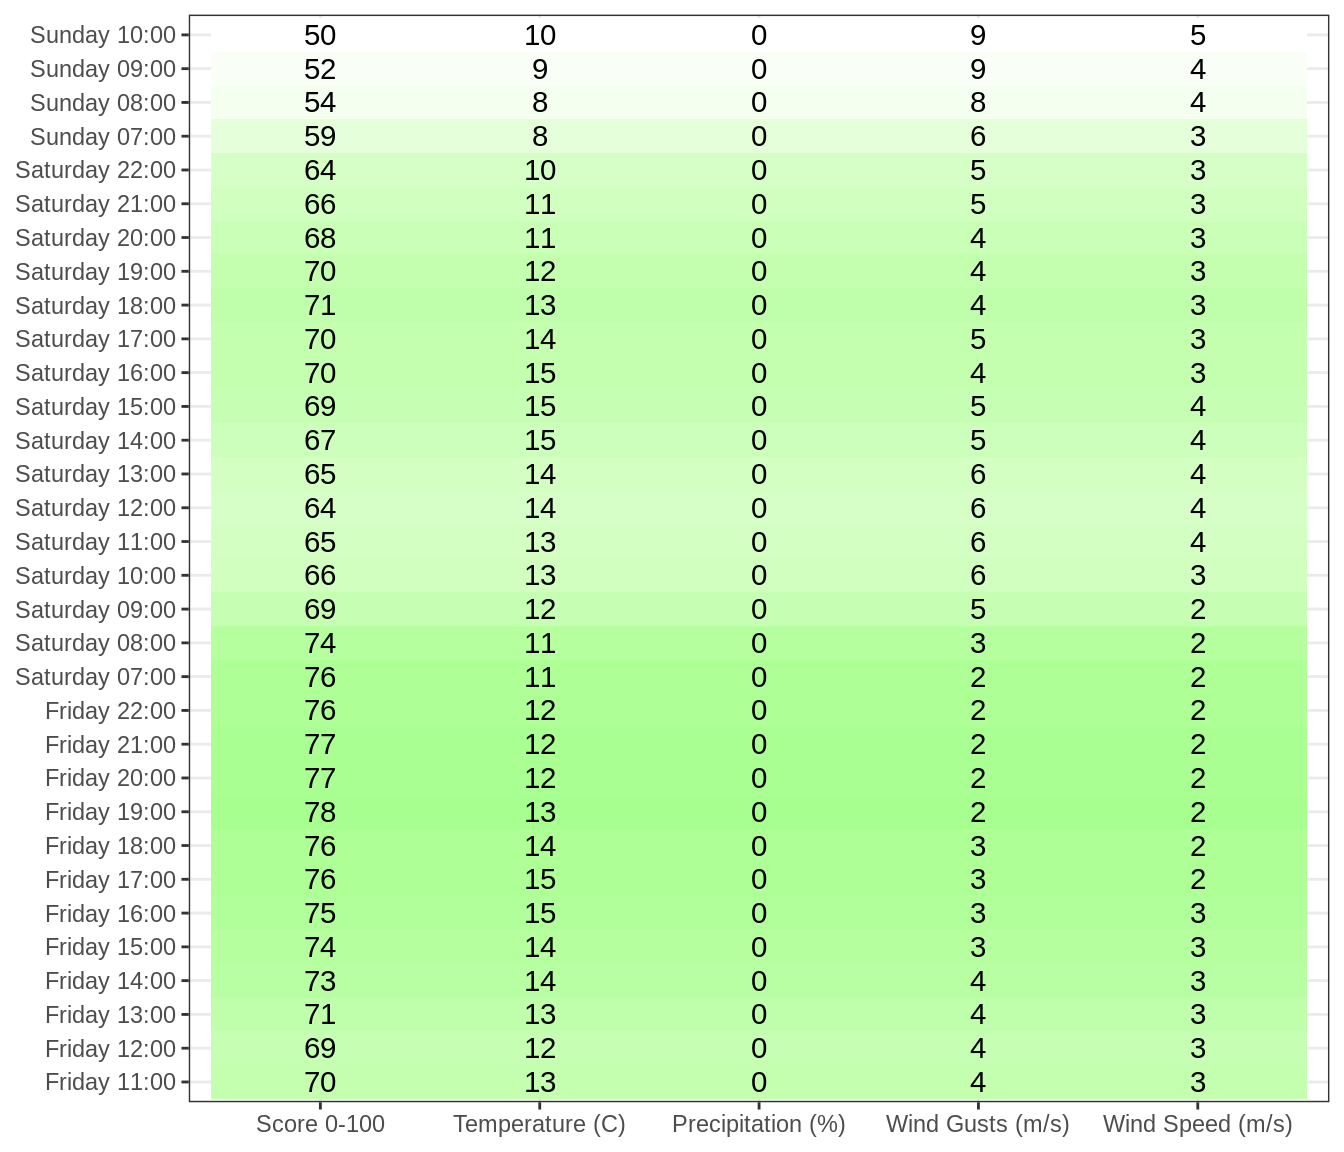 Sunday 10:00 50 10 0 9 5
Sunday 09:00 52 9 0 9 4
Sunday 08:00 54 8 0 8 4
Sunday 07:00 59 8 0 6 3
Saturday 22:00 64 10 0 5 3
Saturday 21:00 66 11 0 5 3
Saturday 20:00 68 11 0 4 3
Saturday 19:00 70 12 0 4 3
Saturday 18:00 71 13 0 4 3
Saturday 17:00 70 14 0 5 3
Saturday 16:00 70 15 0 4 3
Saturday 15:00 69 15 0 5 4
Saturday 14:00 67 15 0 5 4
Saturday 13:00 65 14 0 6 4
Saturday 12:00 64 14 0 6 4
Saturday 11:00 65 13 0 6 4
Saturday 10:00 66 13 0 6 3
Saturday 09:00 69 12 0 5 2
Saturday 08:00 74 11 0 3 2
Saturday 07:00 76 11 0 2 2
Friday 22:00 76 12 0 2 2
Friday 21:00 77 12 0 2 2
Friday 20:00 77 12 0 2 2
Friday 19:00 78 13 0 2 2
Friday 18:00 76 14 0 3 2
Friday 17:00 76 15 0 3 2
Friday 16:00 75 15 0 3 3
Friday 15:00 74 14 0 3 3
Friday 14:00 73 14 0 4 3
Friday 13:00 71 13 0 4 3
Friday 12:00 69 12 0 4 3
Friday 11:00 70 13 0 4 3
Score 0-100 Temperature (C) Precipitation (%) Wind Gusts (m/s) Wind Speed (m/s)